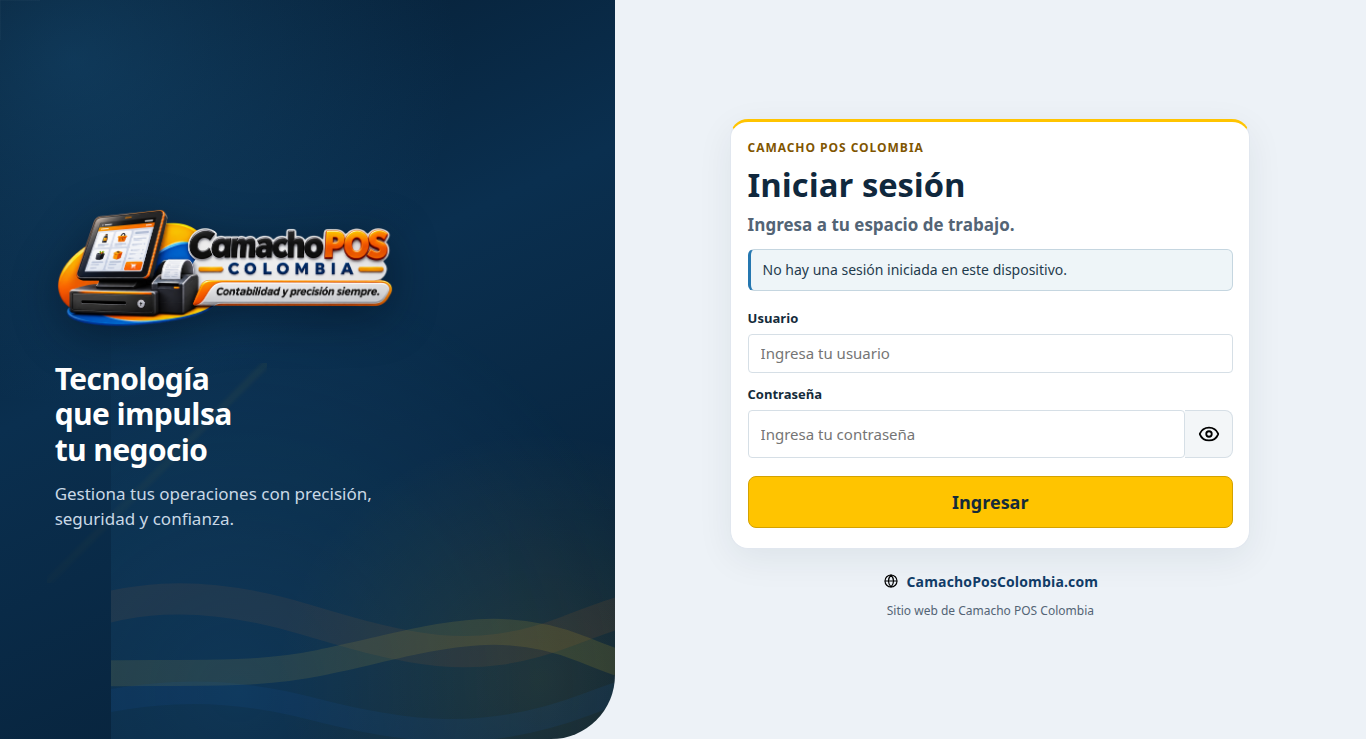 CamachoPOS
COLOMBIA
Contabilidad y precisión siempre.
Tecnología
que impulsa
tu negocio
Gestiona tus operaciones con precisión,
seguridad y confianza.
CAMACHO POS COLOMBIA
Iniciar sesión
Ingresa a tu espacio de trabajo.
No hay una sesión iniciada en este dispositivo.
Usuario
Ingresa tu usuario
Contraseña
Ingresa tu contraseña
Ingresar
CamachoPosColombia.com
Sitio web de Camacho POS Colombia